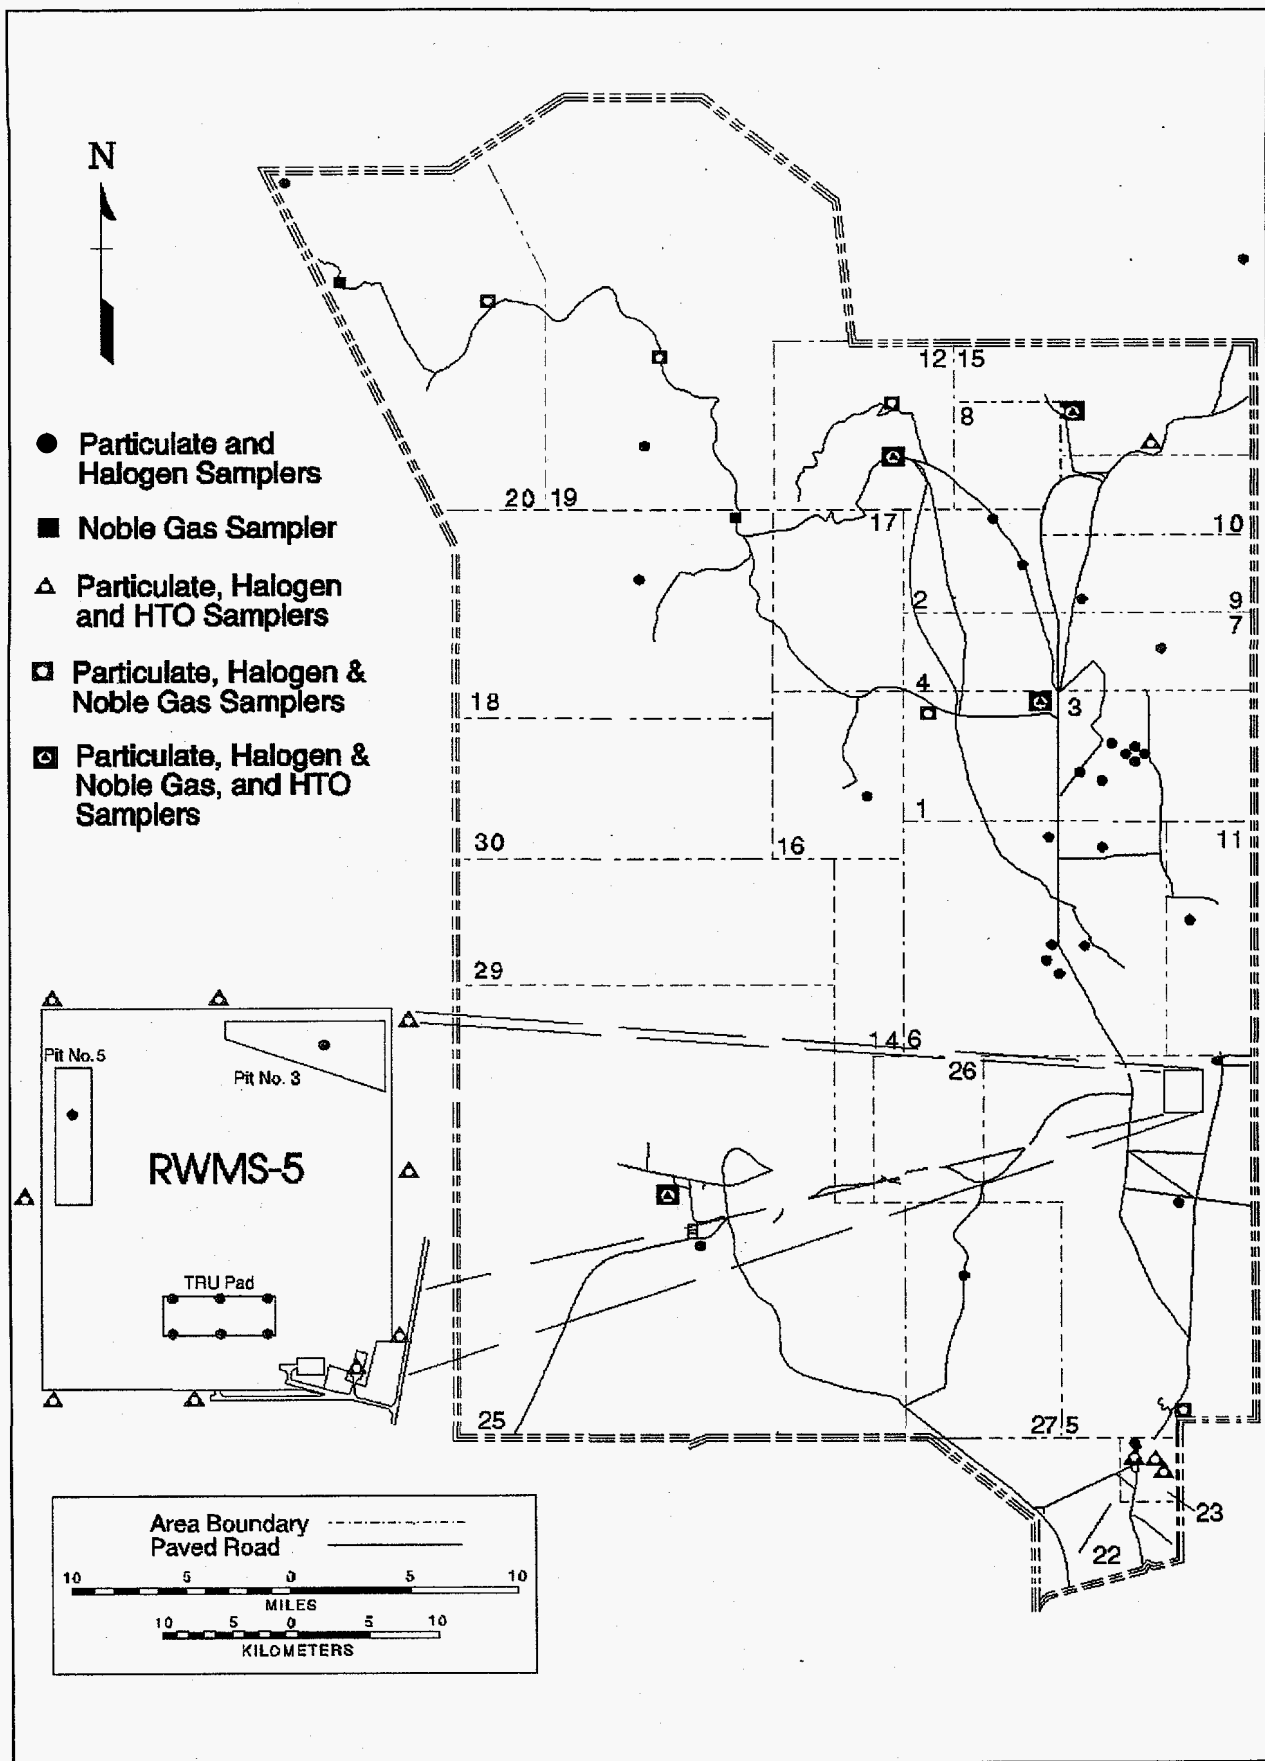 N
Particulate and
Halogen Samplers
Noble Gas Sampler
Particulate, Halogen
and HTO Samplers
Particulate, Halogen &
Noble Gas Samplers
Particulate, Halogen &
Noble Gas, and HTO
Samplers
12 15
8
20 19
17
10
2
9
7
4
18
3
1
30
16
11
29
14 6
26
Pit No. 5
Pit No. 3
RWMS-5
TRU Pad
25
27 5
23
22
Area Boundary
Paved Road
10 5 0 5 10
MILES
10 5 0 5 10
KILOMETERS